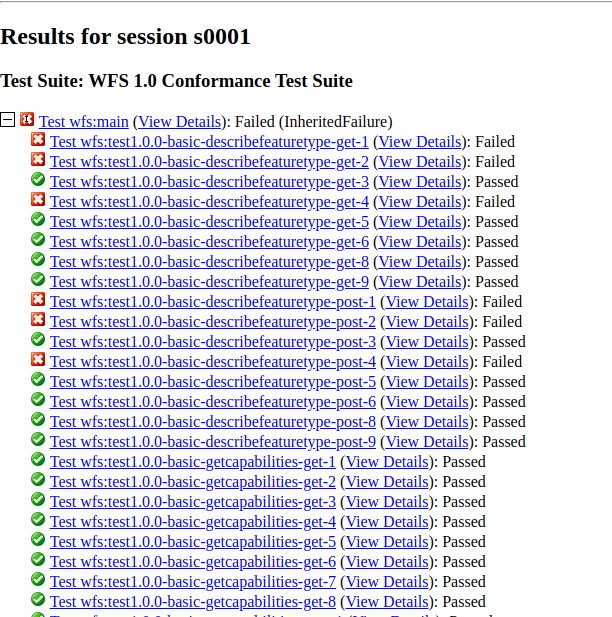 Results for session s0001
Test Suite: WFS 1.0 Conformance Test Suite
Test wfs:main (View Details): Failed (InheritedFailure)
Test wfs:test1.0.0-basic-describefeaturetype-get-1 (View Details): Failed
Test wfs:test1.0.0-basic-describefeaturetype-get-2 (View Details): Failed
Test wfs:test1.0.0-basic-describefeaturetype-get-3 (View Details): Passed
Test wfs:test1.0.0-basic-describefeaturetype-get-4 (View Details): Failed
Test wfs:test1.0.0-basic-describefeaturetype-get-5 (View Details): Passed
Test wfs:test1.0.0-basic-describefeaturetype-get-6 (View Details): Passed
Test wfs:test1.0.0-basic-describefeaturetype-get-8 (View Details): Passed
Test wfs:test1.0.0-basic-describefeaturetype-get-9 (View Details): Passed
Test wfs:test1.0.0-basic-describefeaturetype-post-1 (View Details): Failed
Test wfs:test1.0.0-basic-describefeaturetype-post-2 (View Details): Failed
Test wfs:test1.0.0-basic-describefeaturetype-post-3 (View Details): Passed
Test wfs:test1.0.0-basic-describefeaturetype-post-4 (View Details): Failed
Test wfs:test1.0.0-basic-describefeaturetype-post-5 (View Details): Passed
Test wfs:test1.0.0-basic-describefeaturetype-post-6 (View Details): Passed
Test wfs:test1.0.0-basic-describefeaturetype-post-8 (View Details): Passed
Test wfs:test1.0.0-basic-describefeaturetype-post-9 (View Details): Passed
Test wfs:test1.0.0-basic-getcapabilities-get-1 (View Details): Passed
Test wfs:test1.0.0-basic-getcapabilities-get-2 (View Details): Passed
Test wfs:test1.0.0-basic-getcapabilities-get-3 (View Details): Passed
Test wfs:test1.0.0-basic-getcapabilities-get-4 (View Details): Passed
Test wfs:test1.0.0-basic-getcapabilities-get-5 (View Details): Passed
Test wfs:test1.0.0-basic-getcapabilities-get-6 (View Details): Passed
Test wfs:test1.0.0-basic-getcapabilities-get-7 (View Details): Passed
Test wfs:test1.0.0-basic-getcapabilities-get-8 (View Details): Passed